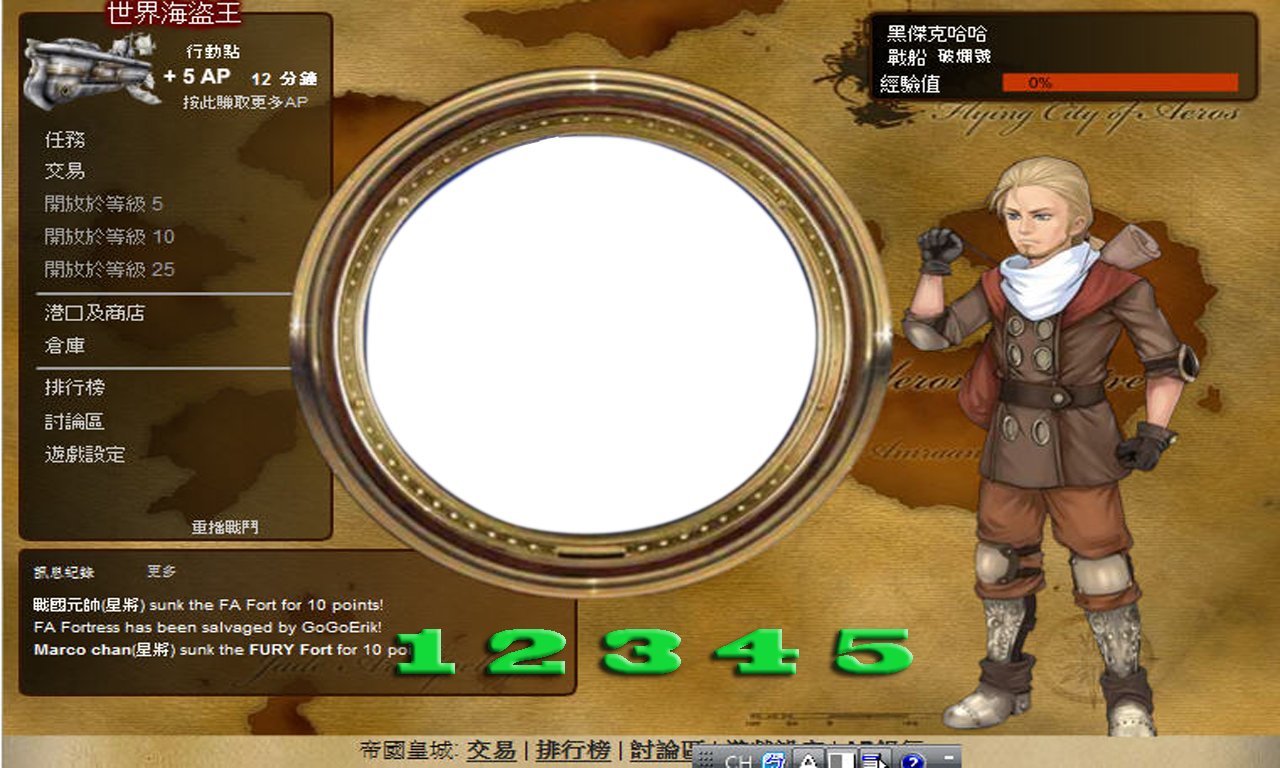 世界海盜王
行動點
+ 5 AP 12 分鐘
按此賺取更多AP
任務
交易
開放於等級 5
開放於等級 10
開放於等級 25
港口及商店
倉庫
排行榜
討論區
遊戲設定
重播戰鬥
訊息紀錄 更多
戰國元帥(星將) sunk the FA Fort for 10 points!
FA Fortress has been salvaged by GoGoErik!
Marco chan(星將) sunk the FURY Fort for 10 poi
1 2 3 4 5
黑傑克哈哈
戰船 破爛號
經驗值 0%
Flying City of Aeros
帝國皇城: 交易 | 排行榜 | 討論區
CH